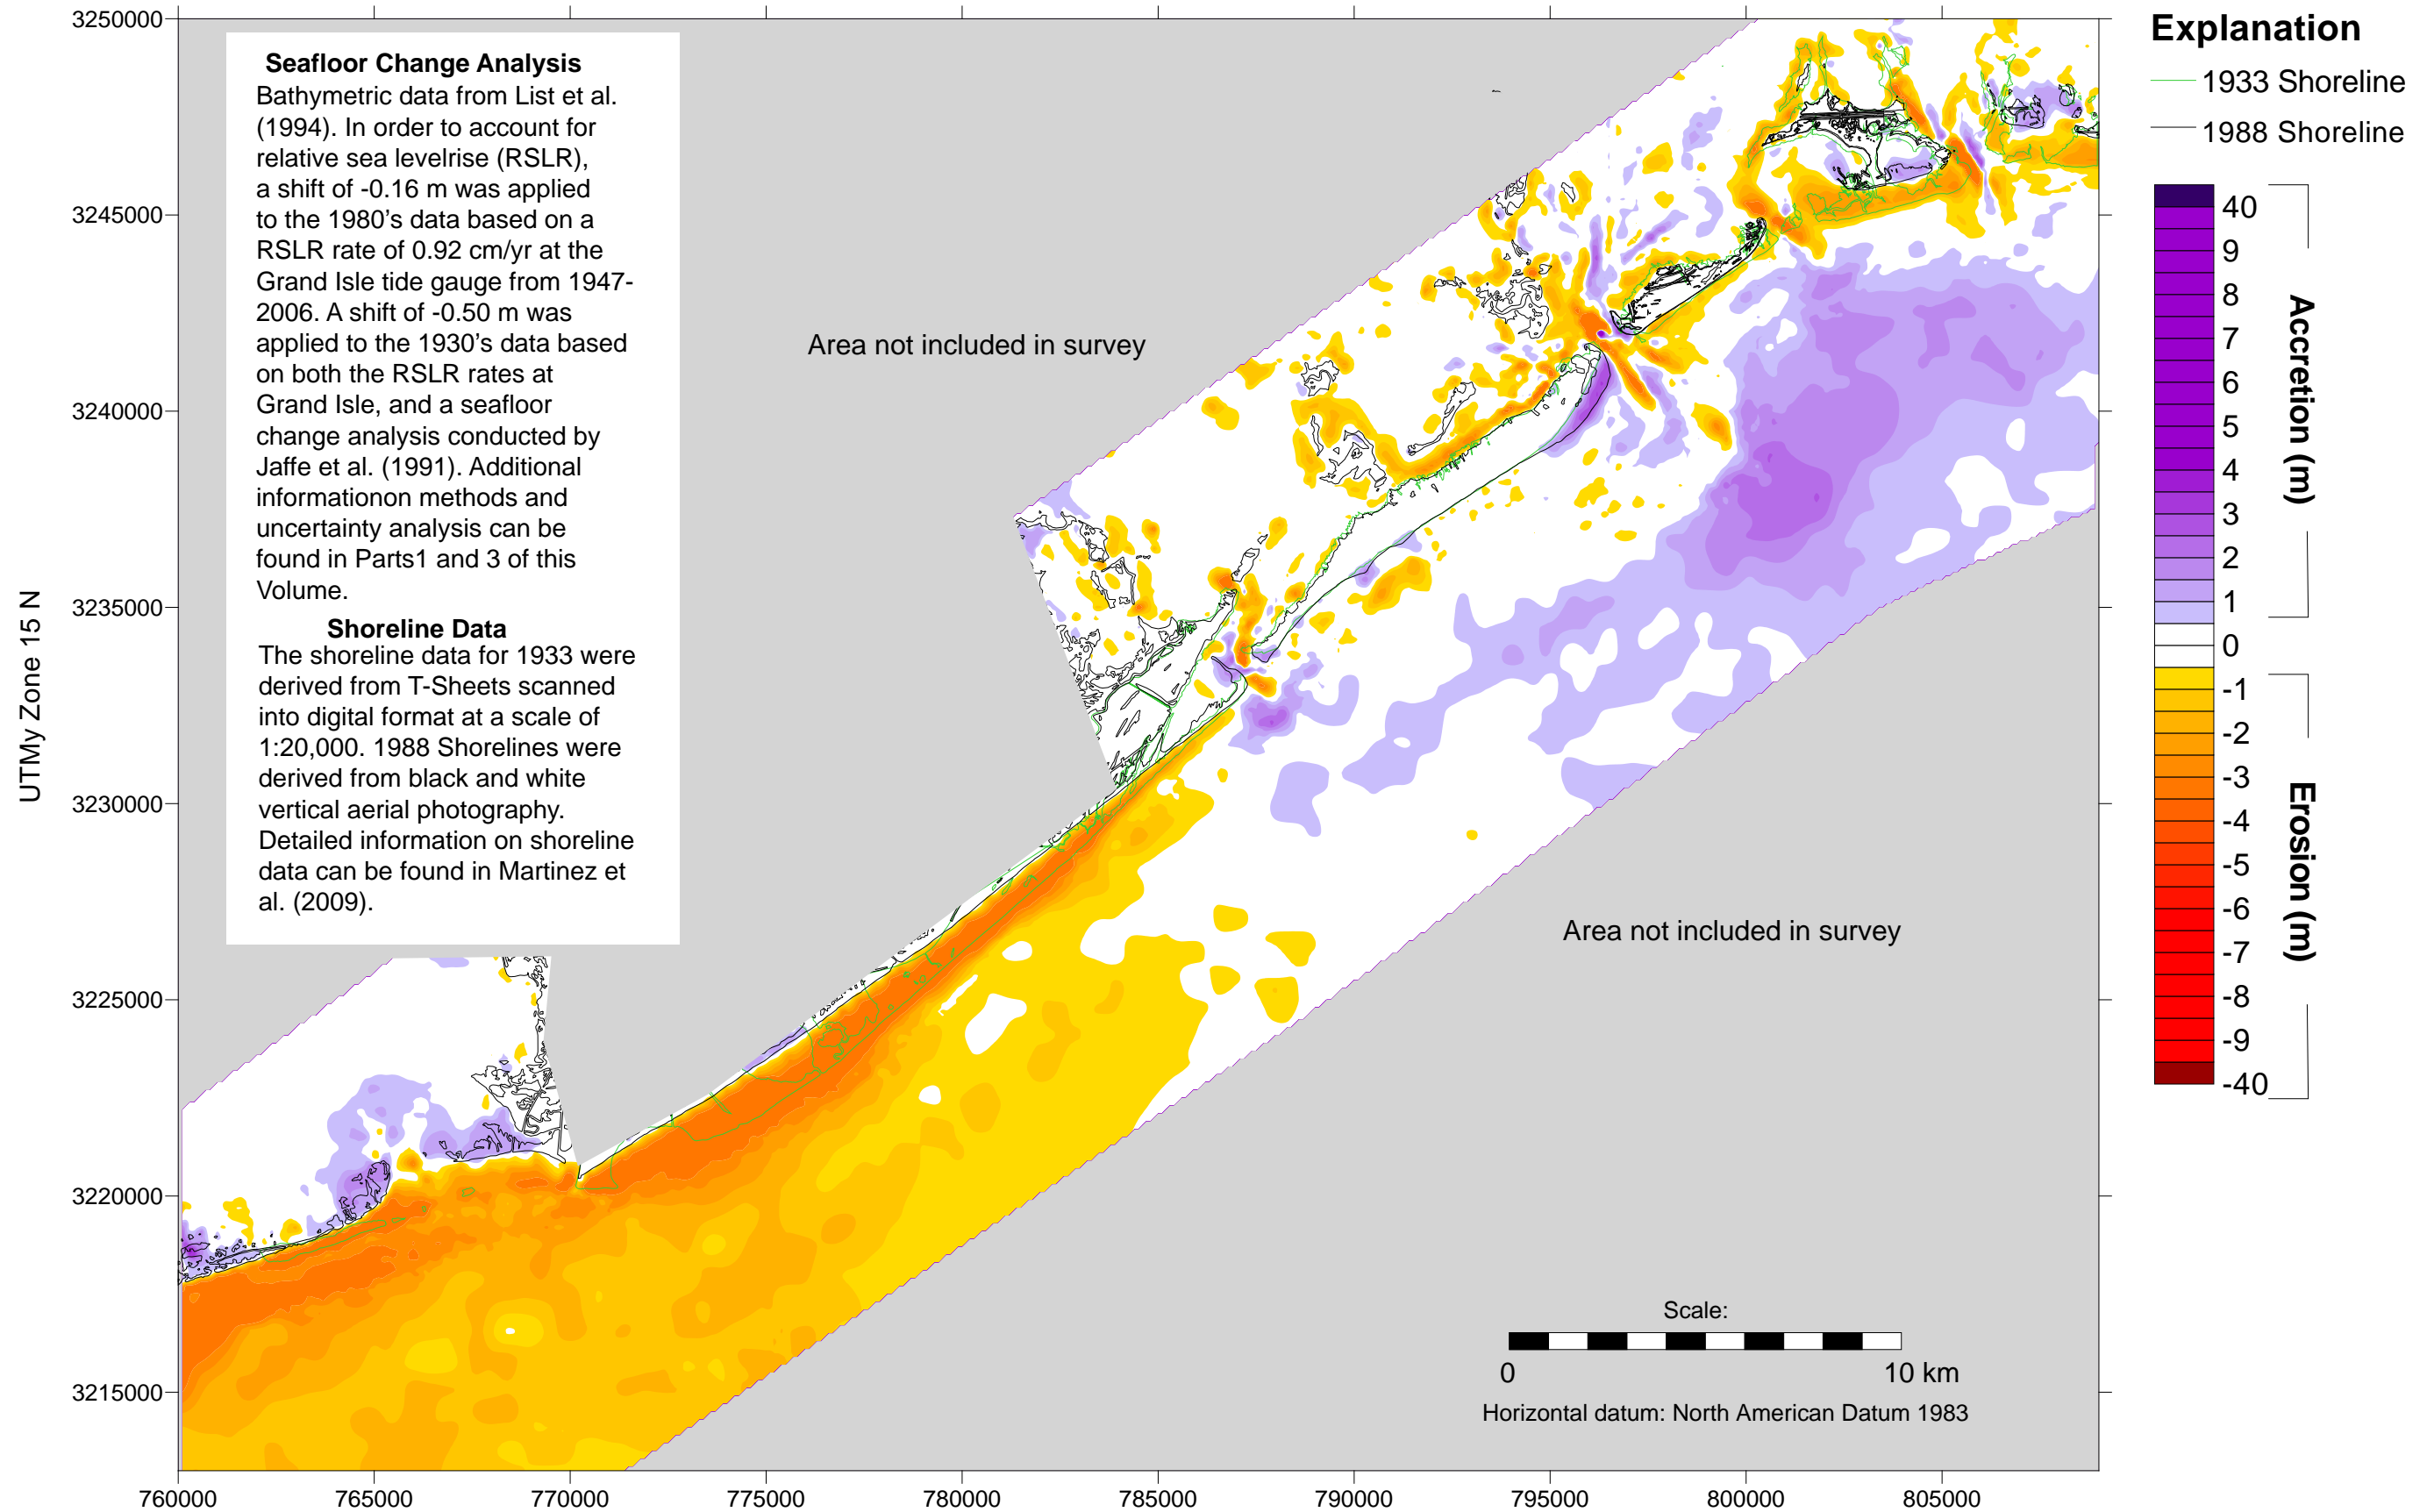 Seafloor Change Analysis
Bathymetric data from List et al.
(1994). In order to account for
relative sea levelrise (RSLR),
a shift of -0.16 m was applied
to the 1980's data based on a
RSLR rate of 0.92 cm/yr at the
Grand Isle tide gauge from 1947-
2006. A shift of -0.50 m was
applied to the 1930's data based
on both the RSLR rates at
Grand Isle, and a seafloor
change analysis conducted by
Jaffe et al. (1991). Additional
informationon methods and
uncertainty analysis can be
found in Parts1 and 3 of this
Volume.
Shoreline Data
The shoreline data for 1933 were
derived from T-Sheets scanned
into digital format at a scale of
1:20,000. 1988 Shorelines were
derived from black and white
vertical aerial photography.
Detailed information on shoreline
data can be found in Martinez et
al. (2009).
UTMy Zone 15 N
3250000
3245000
3240000
3235000
3230000
3225000
3220000
3215000
760000
765000
770000
775000
780000
785000
790000
795000
800000
805000
Area not included in survey
Area not included in survey
Scale:
0
10 km
Horizontal datum: North American Datum 1983
Explanation
1933 Shoreline
1988 Shoreline
40
9
8
7
6
5
4
3
2
1
0
-1
-2
-3
-4
-5
-6
-7
-8
-9
-40
Accretion (m)
Erosion (m)